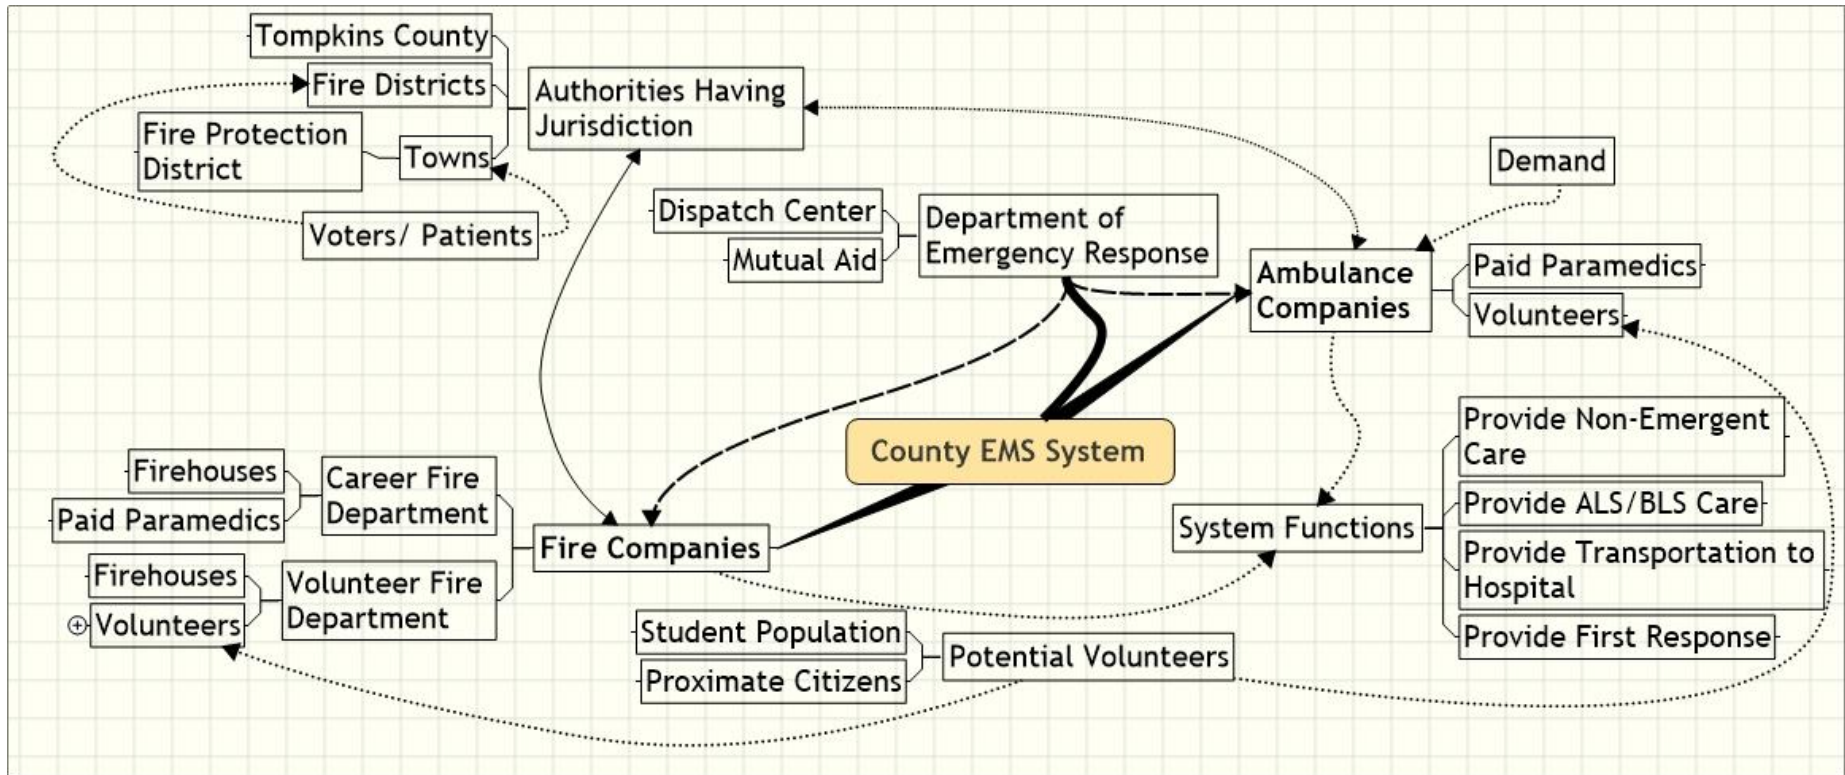 Tompkins County
Fire Districts
Authorities Having
Jurisdiction
Fire Protection
District
Towns
Voters/ Patients
Demand
Dispatch Center
Mutual Aid
Department of
Emergency Response
Ambulance
Companies
Paid Paramedics
Volunteers
County EMS System
Provide Non-Emergent
Care
Provide ALS/BLS Care
Provide Transportation to
Hospital
Provide First Response
System Functions
Firehouses
Paid Paramedics
Career Fire
Department
Fire Companies
Firehouses
Volunteers
Volunteer Fire
Department
Student Population
Proximate Citizens
Potential Volunteers